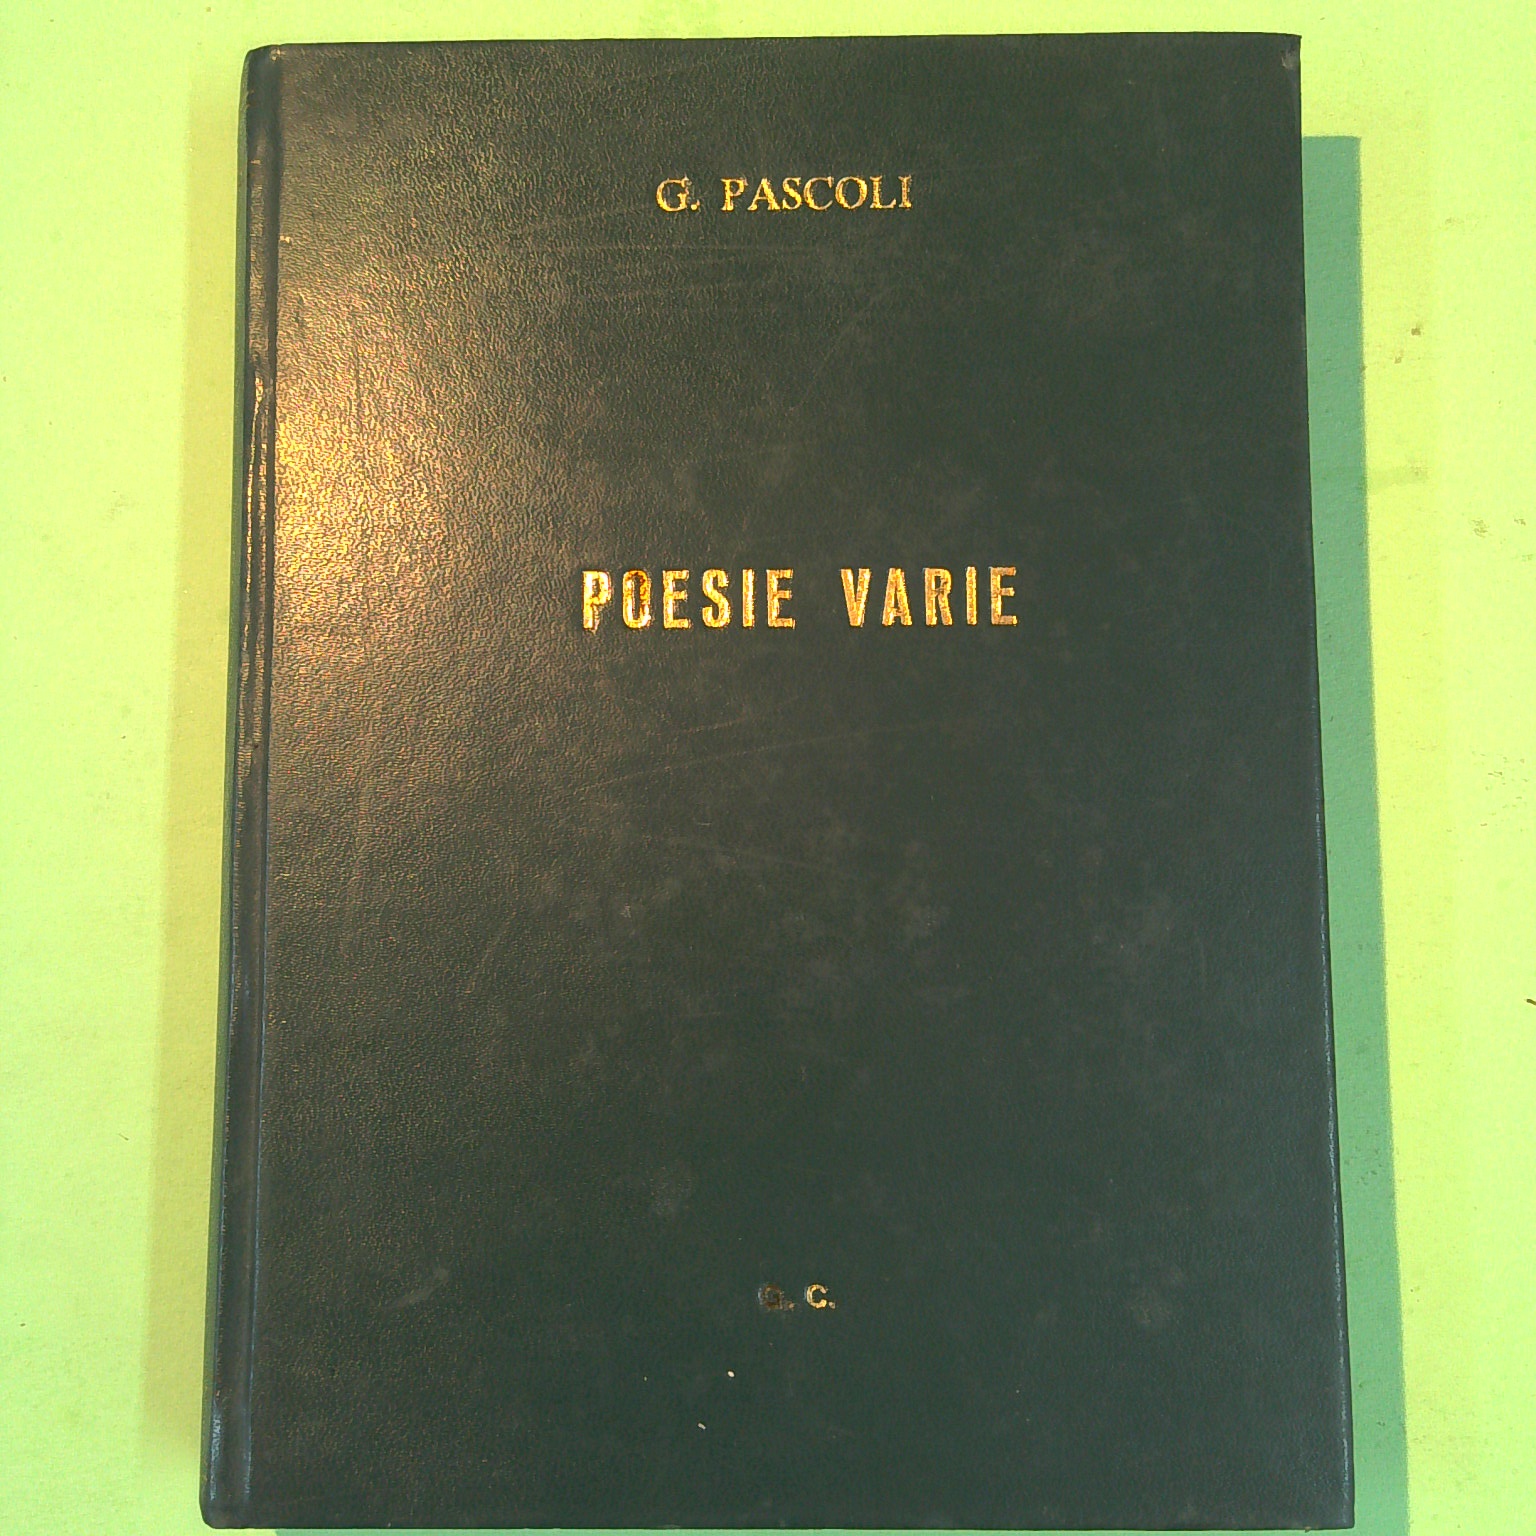 G. PASCOLI
POESIE VARIE
G. C.